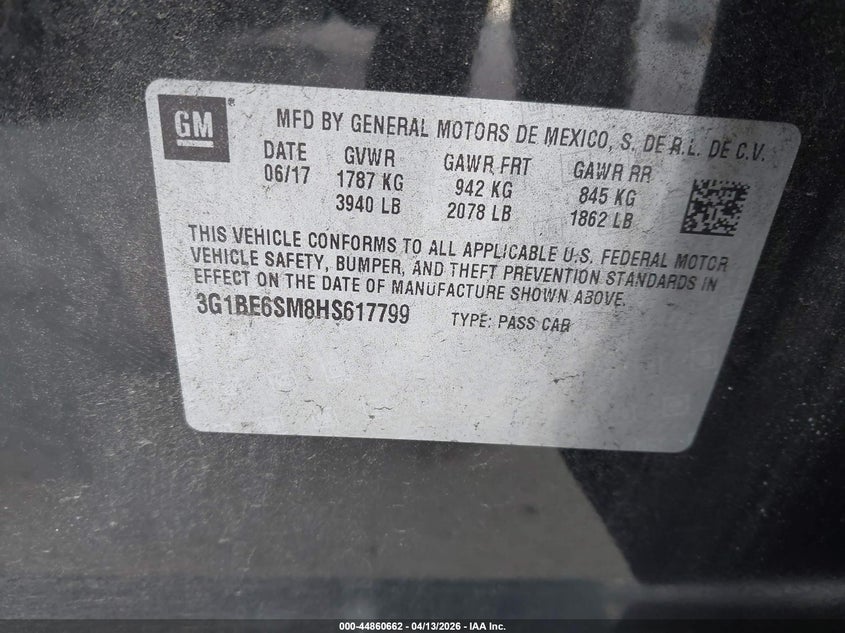 GM
MFD BY GENERAL MOTORS DE MEXICO, S. DE R.L. DE C.V.
DATE GVWR GAWR FRT GAWR RR
06/17 1787 KG 942 KG 845 KG
3940 LB 2078 LB 1862 LB
THIS VEHICLE CONFORMS TO ALL APPLICABLE U.S. FEDERAL MOTOR
VEHICLE SAFETY, BUMPER, AND THEFT PREVENTION STANDARDS IN
EFFECT ON THE DATE OF MANUFACTURE SHOWN ABOVE.
3G1BE6SM8HS617799 TYPE: PASS CAR
000-44860662 | 04/13/2026 - IAA Inc.